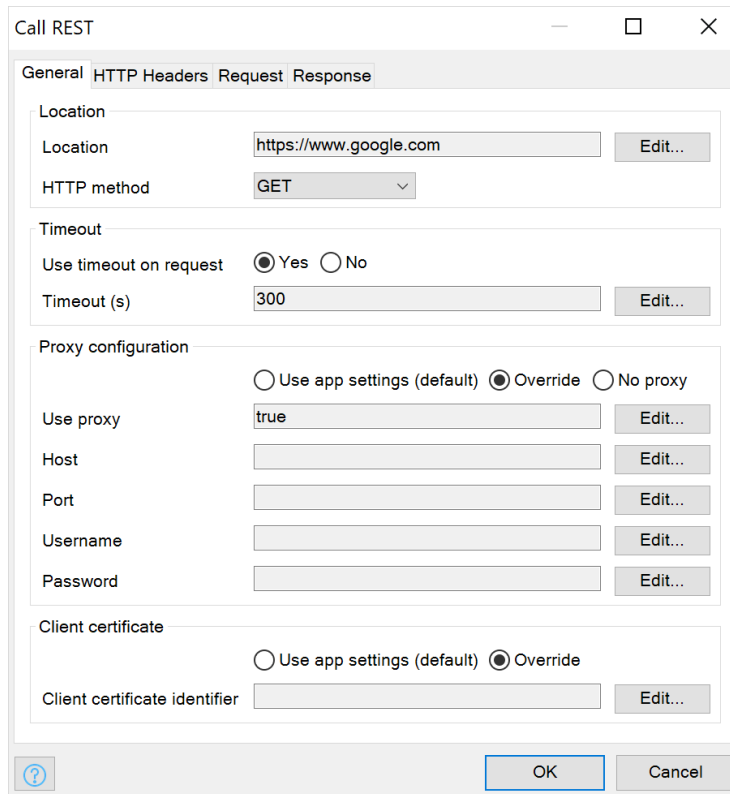 Call REST
General HTTP Headers Request Response
Location
Location https://www.google.com Edit...
HTTP method GET
Timeout
Use timeout on request Yes No
Timeout (s) 300 Edit...
Proxy configuration
Use app settings (default) Override No proxy
Use proxy true Edit...
Host Edit...
Port Edit...
Username Edit...
Password Edit...
Client certificate
Use app settings (default) Override
Client certificate identifier Edit...
? OK Cancel